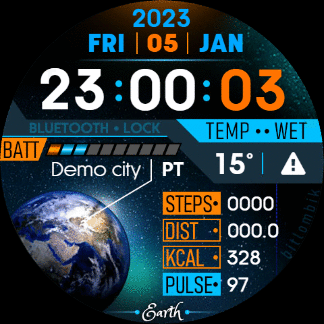 2023
FRI | 05 | JAN
23:00:03
BLUETOOTH • LOCK
TEMP •• WET
BATT
Demo city
PT
15°
STEPS• 0000
DIST • 000.0
KCAL • 328
PULSE• 97
bitlombik
• Earth •